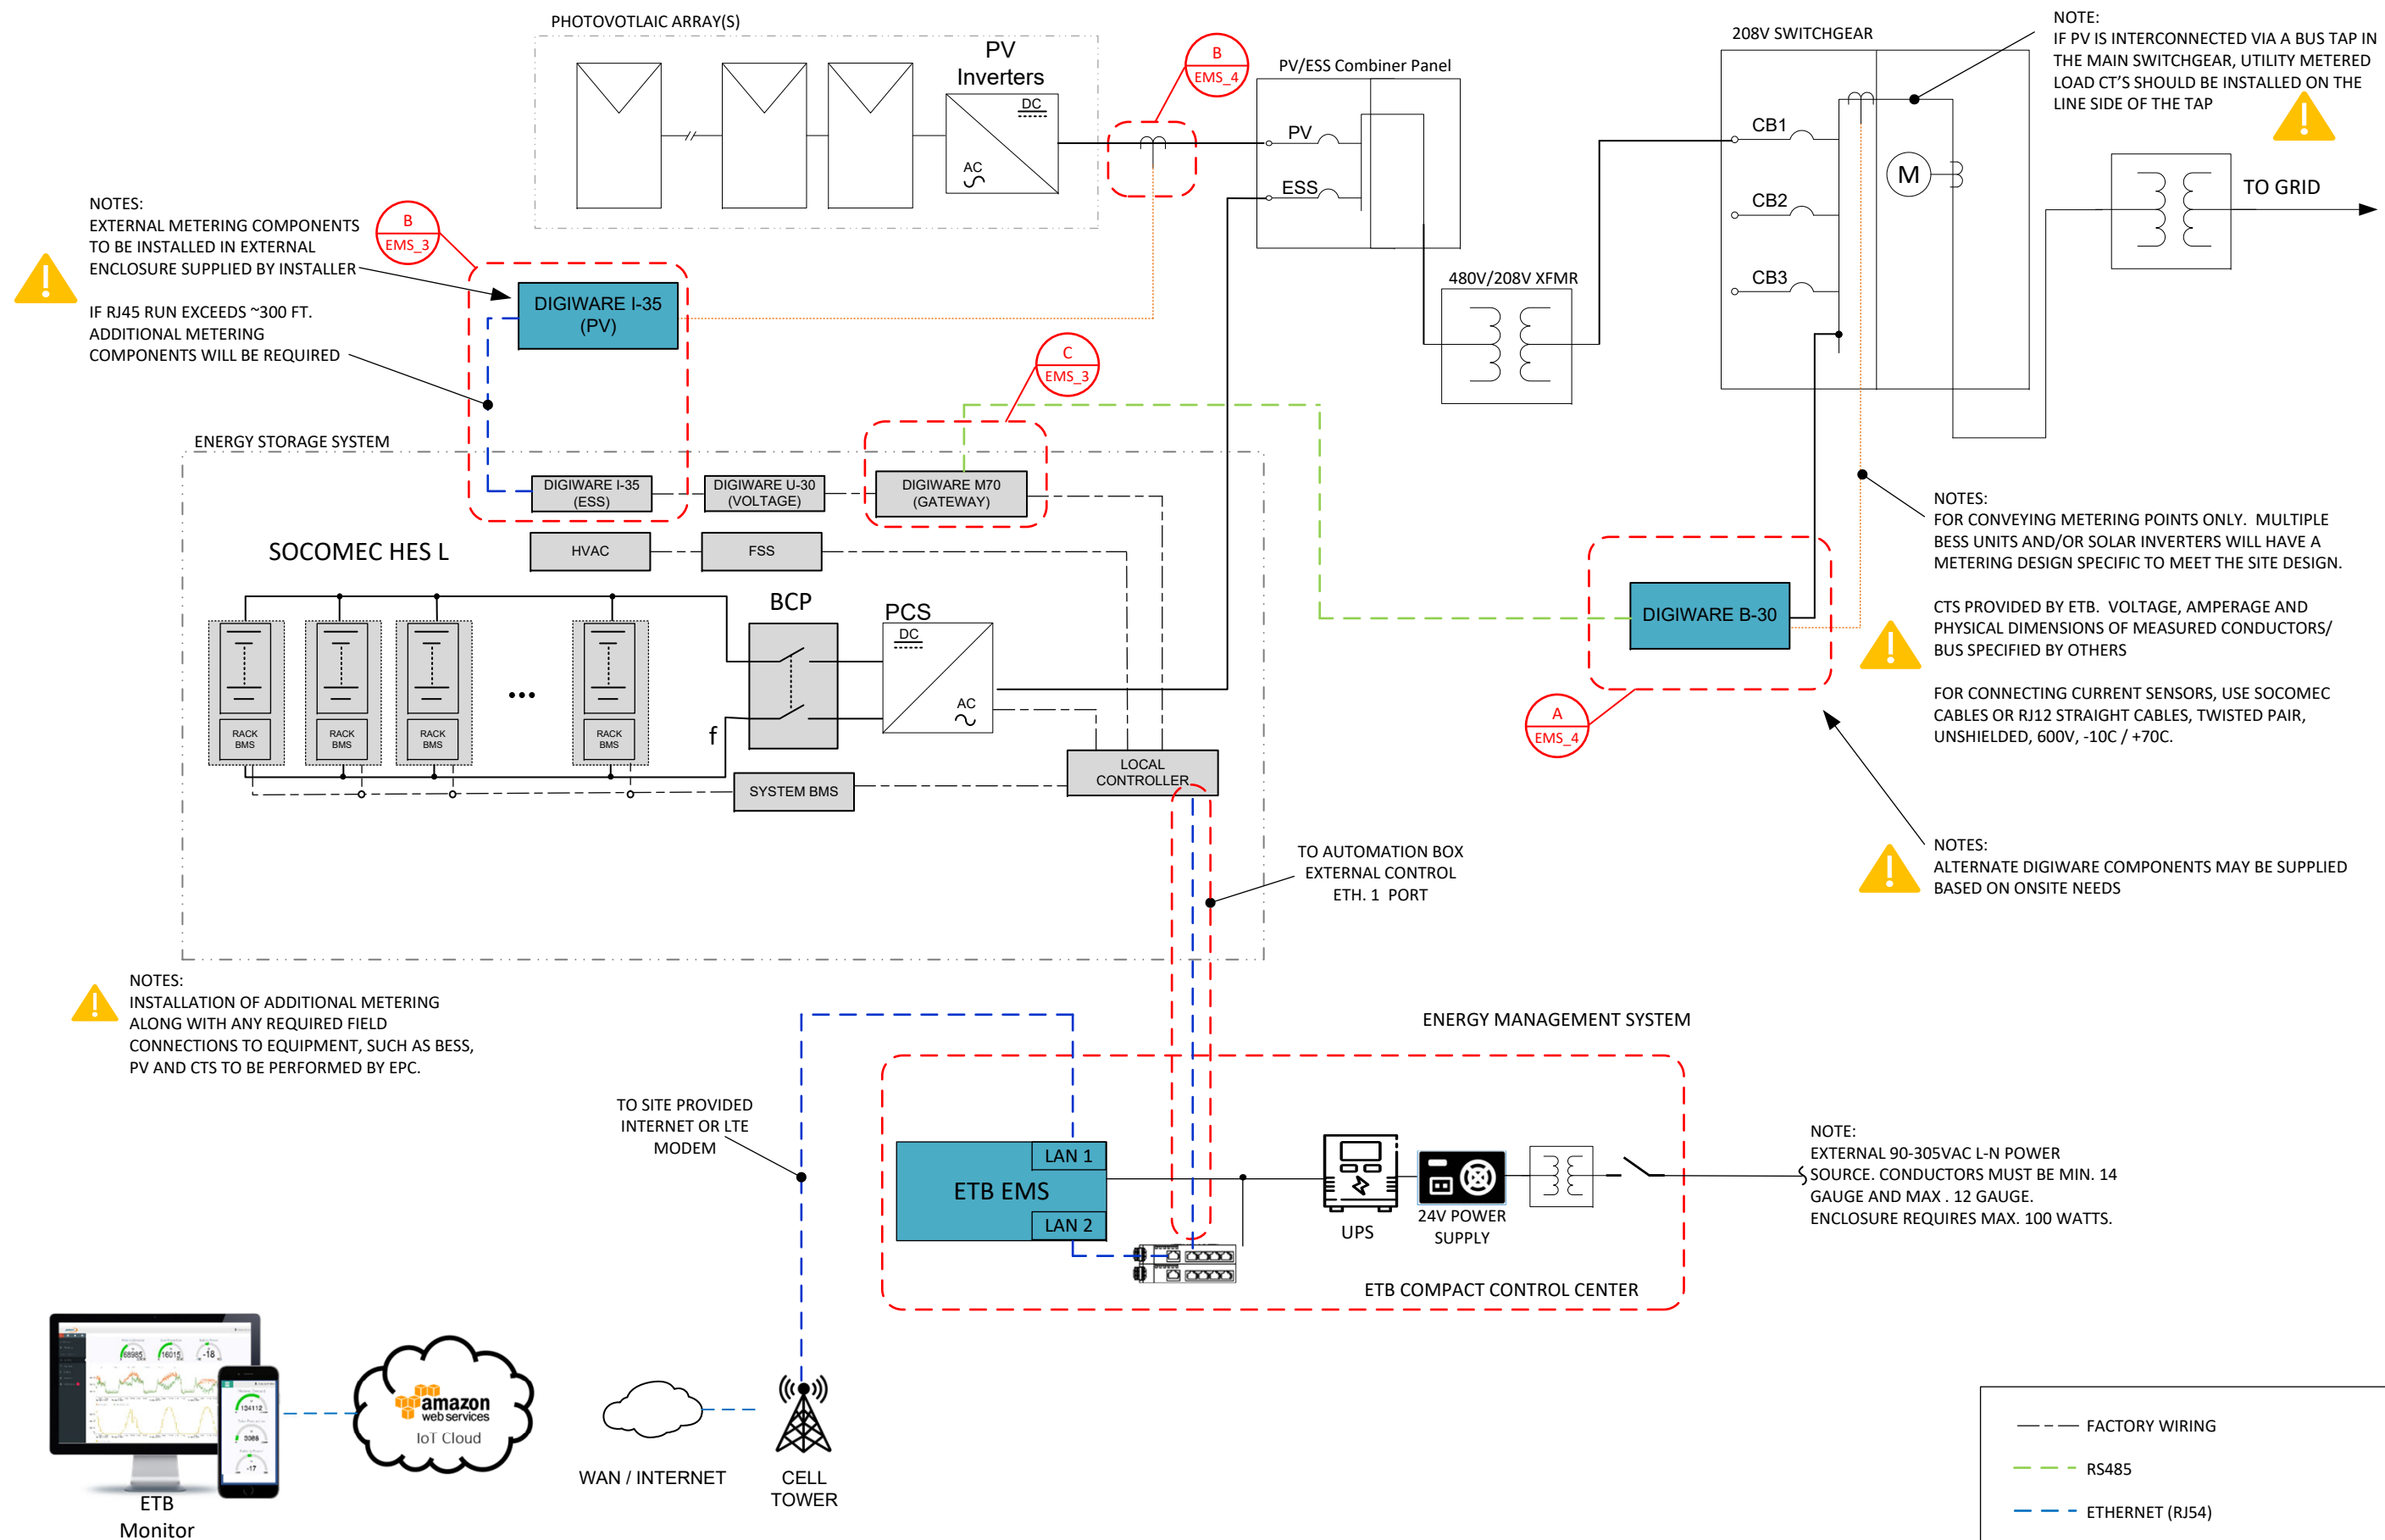 PHOTOVOTLAIC ARRAY(S)
PV
Inverters
DC
AC
B
EMS_4
PV/ESS Combiner Panel
PV
ESS
208V SWITCHGEAR
CB1
CB2
CB3
M
NOTE:
IF PV IS INTERCONNECTED VIA A BUS TAP IN
THE MAIN SWITCHGEAR, UTILITY METERED
LOAD CT'S SHOULD BE INSTALLED ON THE
LINE SIDE OF THE TAP
TO GRID
480V/208V XFMR
NOTES:
EXTERNAL METERING COMPONENTS
TO BE INSTALLED IN EXTERNAL
ENCLOSURE SUPPLIED BY INSTALLER
IF RJ45 RUN EXCEEDS ~300 FT.
ADDITIONAL METERING
COMPONENTS WILL BE REQUIRED
B
EMS_3
DIGIWARE I-35
(PV)
C
EMS_3
ENERGY STORAGE SYSTEM
DIGIWARE I-35
(ESS)
DIGIWARE U-30
(VOLTAGE)
DIGIWARE M70
(GATEWAY)
SOCOMEC HES L
HVAC
FSS
BCP
PCS
DC
AC
RACK
BMS
RACK
BMS
RACK
BMS
RACK
BMS
f
SYSTEM BMS
LOCAL
CONTROLLER
DIGIWARE B-30
A
EMS_4
NOTES:
FOR CONVEYING METERING POINTS ONLY. MULTIPLE
BESS UNITS AND/OR SOLAR INVERTERS WILL HAVE A
METERING DESIGN SPECIFIC TO MEET THE SITE DESIGN.
CTS PROVIDED BY ETB. VOLTAGE, AMPERAGE AND
PHYSICAL DIMENSIONS OF MEASURED CONDUCTORS/
BUS SPECIFIED BY OTHERS
FOR CONNECTING CURRENT SENSORS, USE SOCOMEC
CABLES OR RJ12 STRAIGHT CABLES, TWISTED PAIR,
UNSHIELDED, 600V, -10C / +70C.
NOTES:
ALTERNATE DIGIWARE COMPONENTS MAY BE SUPPLIED
BASED ON ONSITE NEEDS
TO AUTOMATION BOX
EXTERNAL CONTROL
ETH. 1 PORT
NOTES:
INSTALLATION OF ADDITIONAL METERING
ALONG WITH ANY REQUIRED FIELD
CONNECTIONS TO EQUIPMENT, SUCH AS BESS,
PV AND CTS TO BE PERFORMED BY EPC.
ENERGY MANAGEMENT SYSTEM
TO SITE PROVIDED
INTERNET OR LTE
MODEM
LAN 1
ETB EMS
LAN 2
UPS
24V POWER
SUPPLY
NOTE:
EXTERNAL 90-305VAC L-N POWER
SOURCE. CONDUCTORS MUST BE MIN. 14
GAUGE AND MAX . 12 GAUGE.
ENCLOSURE REQUIRES MAX. 100 WATTS.
ETB COMPACT CONTROL CENTER
68985
16015
-18
134112
3088
-17
ETB
Monitor
amazon
web services
IoT Cloud
WAN / INTERNET
CELL
TOWER
FACTORY WIRING
RS485
ETHERNET (RJ54)